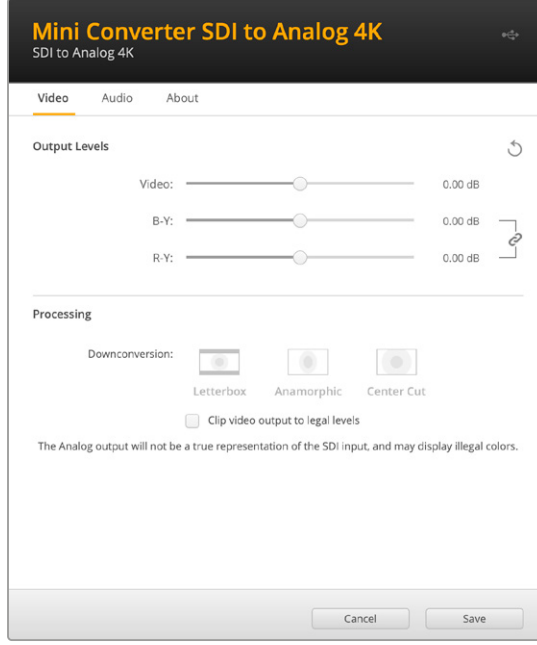 Mini Converter SDI to Analog 4K
SDI to Analog 4K
Video Audio About
Output Levels
Video: 0.00 dB
B-Y: 0.00 dB
R-Y: 0.00 dB
Processing
Downconversion:
Letterbox Anamorphic Center Cut
Clip video output to legal levels
The Analog output will not be a true representation of the SDI input, and may display illegal colors.
Cancel Save